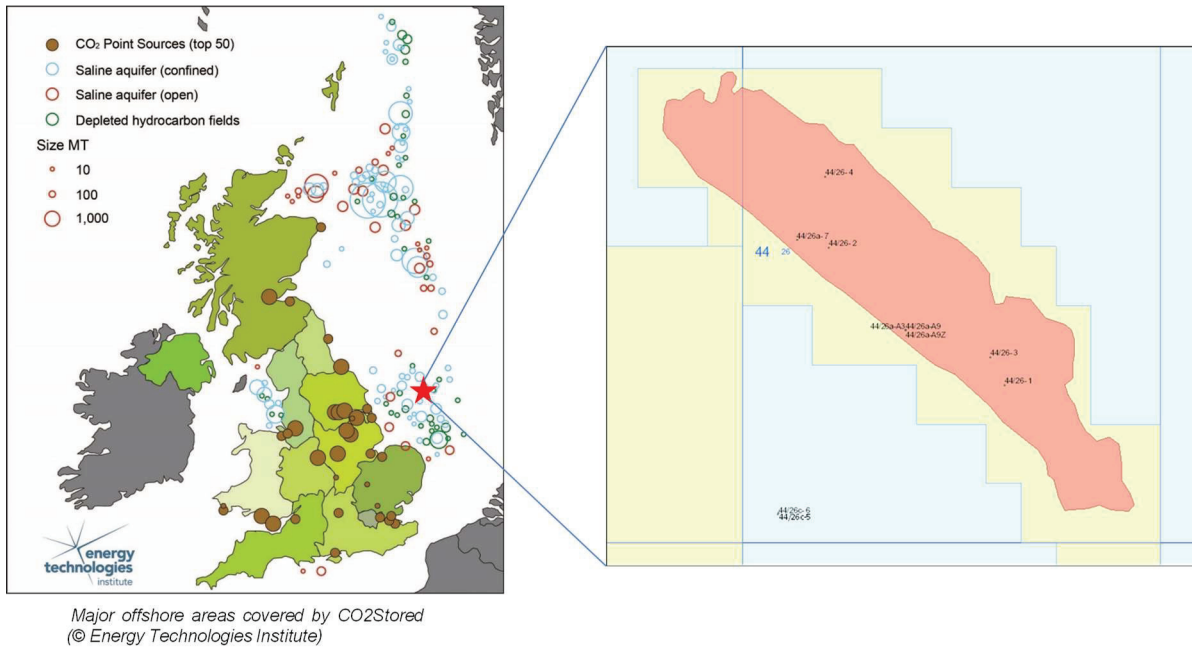 CO₂ Point Sources (top 50)
Saline aquifer (confined)
Saline aquifer (open)
Depleted hydrocarbon fields
Size MT
10
100
1,000
energy
technologies
institute
Major offshore areas covered by CO2Stored
(© Energy Technologies Institute)
44/26-4
44/26a-7
44/26-2
44
26
44/26a-A3
44/26a-A9
44/26a-A9Z
44/26-3
44/26-1
44/26c-6
44/26c-5